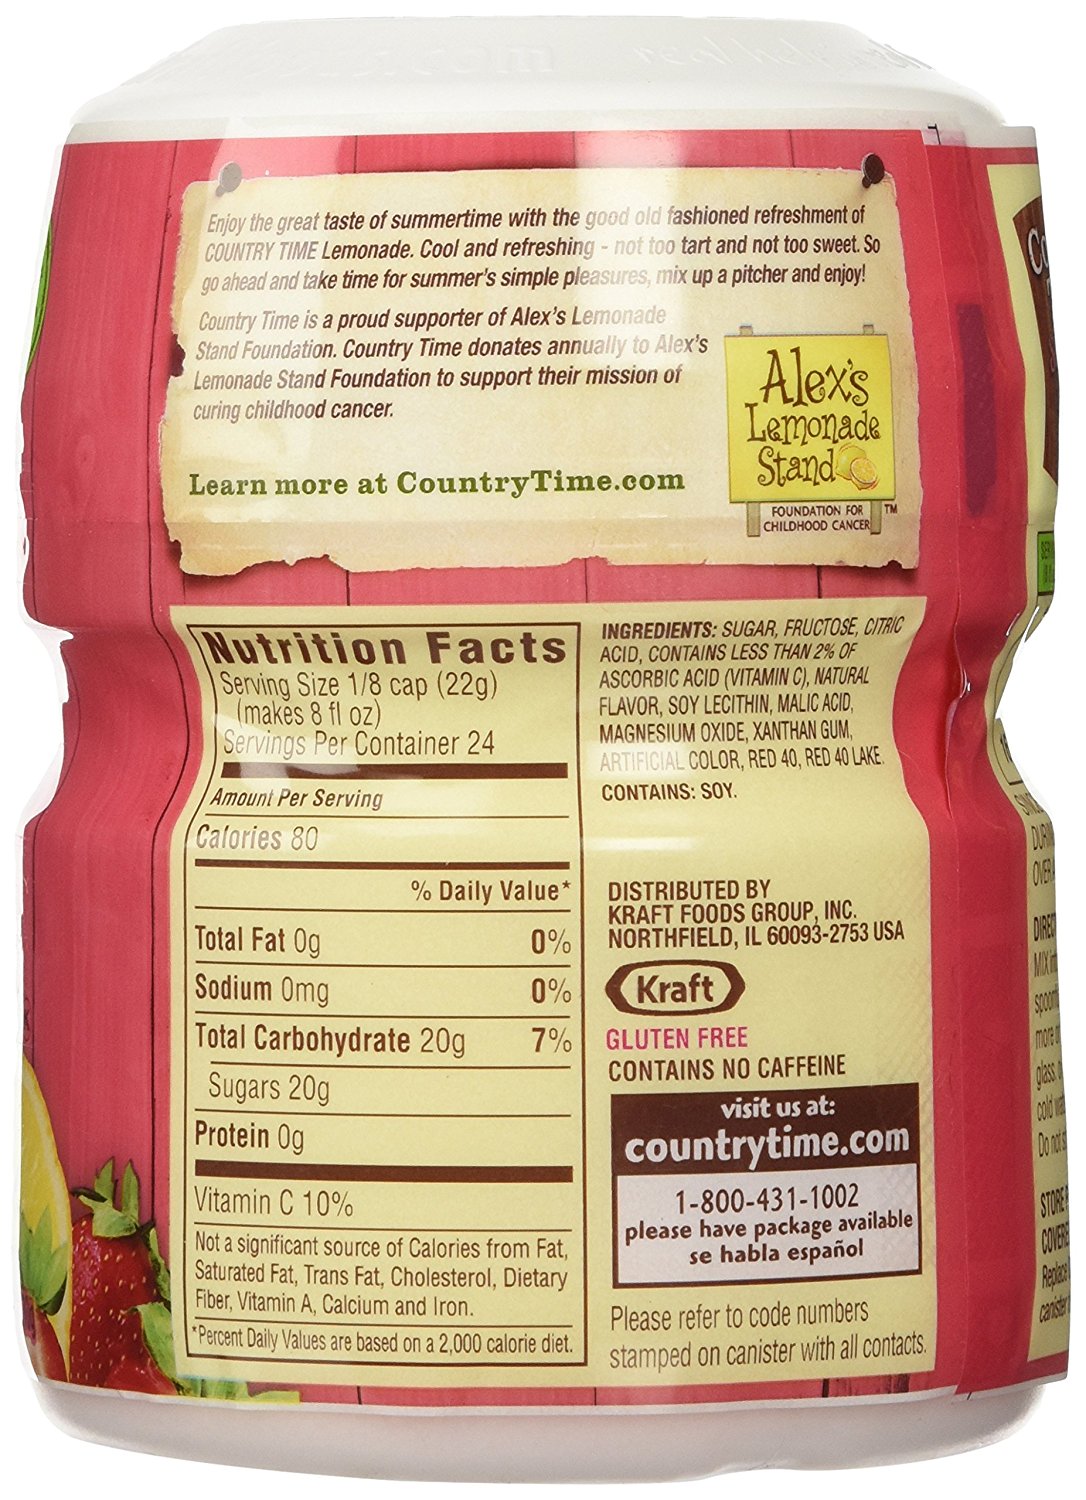 Enjoy the great taste of summertime with the good old fashioned refreshment of
COUNTRY TIME Lemonade. Cool and refreshing - not too tart and not too sweet. So
go ahead and take time for summer's simple pleasures, mix up a pitcher and enjoy!
Country Time is a proud supporter of Alex's Lemonade
Stand Foundation. Country Time donates annually to Alex's
Lemonade Stand Foundation to support their mission of
curing childhood cancer.
Learn more at CountryTime.com
Alex's
Lemonade
Stand
FOUNDATION FOR
CHILDHOOD CANCER
TM
Nutrition Facts
Serving Size 1/8 cap (22g)
(makes 8 fl oz)
Servings Per Container 24
Amount Per Serving
Calories 80
% Daily Value*
Total Fat 0g 0%
Sodium 0mg 0%
Total Carbohydrate 20g 7%
Sugars 20g
Protein 0g
Vitamin C 10%
Not a significant source of Calories from Fat,
Saturated Fat, Trans Fat, Cholesterol, Dietary
Fiber, Vitamin A, Calcium and Iron.
*Percent Daily Values are based on a 2,000 calorie diet.
INGREDIENTS: SUGAR, FRUCTOSE, CITRIC
ACID, CONTAINS LESS THAN 2% OF
ASCORBIC ACID (VITAMIN C), NATURAL
FLAVOR, SOY LECITHIN, MALIC ACID,
MAGNESIUM OXIDE, XANTHAN GUM,
ARTIFICIAL COLOR, RED 40, RED 40 LAKE.
CONTAINS: SOY.
DISTRIBUTED BY
KRAFT FOODS GROUP, INC.
NORTHFIELD, IL 60093-2753 USA
Kraft
GLUTEN FREE
CONTAINS NO CAFFEINE
visit us at:
countrytime.com
1-800-431-1002
please have package available
se habla español
Please refer to code numbers
stamped on canister with all contacts.
MIX
more
glass.
cold
Do not
STORE